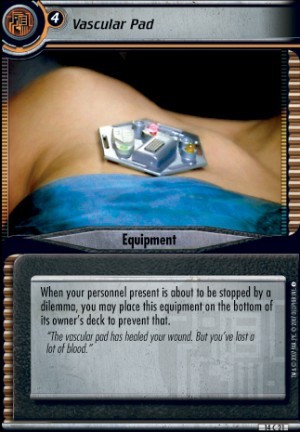 4
Vascular Pad
Equipment
When your personnel present is about to be stopped by a
dilemma, you may place this equipment on the bottom of
its owner's deck to prevent that.
"The vascular pad has healed your wound. But you've lost a
lot of blood."
14 C 21